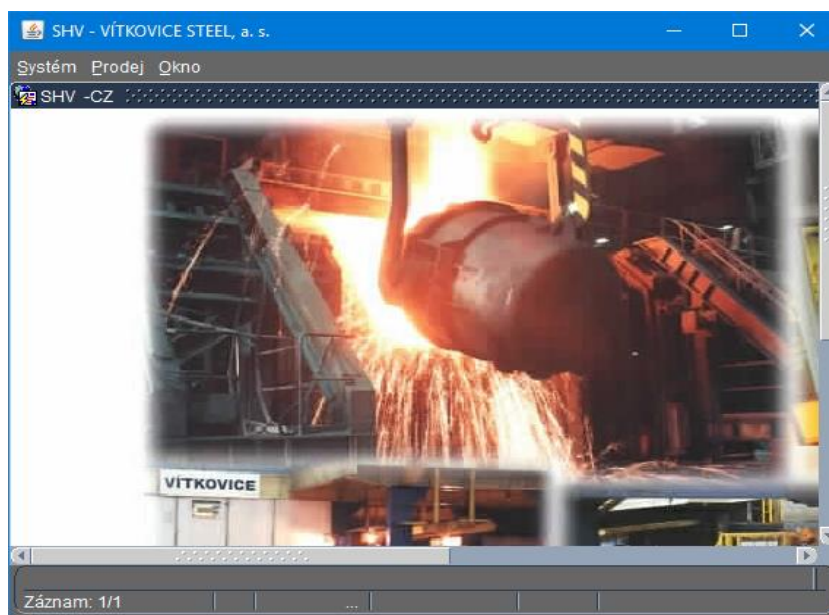 SHV - VÍTKOVICE STEEL, a. s.
Systém Prodej Okno
SHV -CZ
VÍTKOVICE
Záznam: 1/1
...